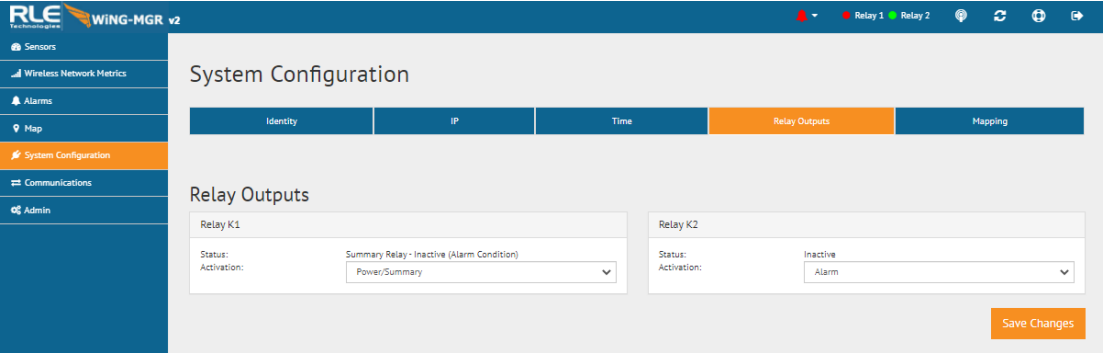 RLE WiNG-MGR v2
Technologies
Relay 1 Relay 2
Sensors
Wireless Network Metrics
Alarms
Map
System Configuration
Communications
Admin
System Configuration
Identity IP Time Relay Outputs Mapping
Relay Outputs
Relay K1
Status: Summary Relay - Inactive (Alarm Condition)
Activation: Power/Summary
Relay K2
Status: Inactive
Activation: Alarm
Save Changes